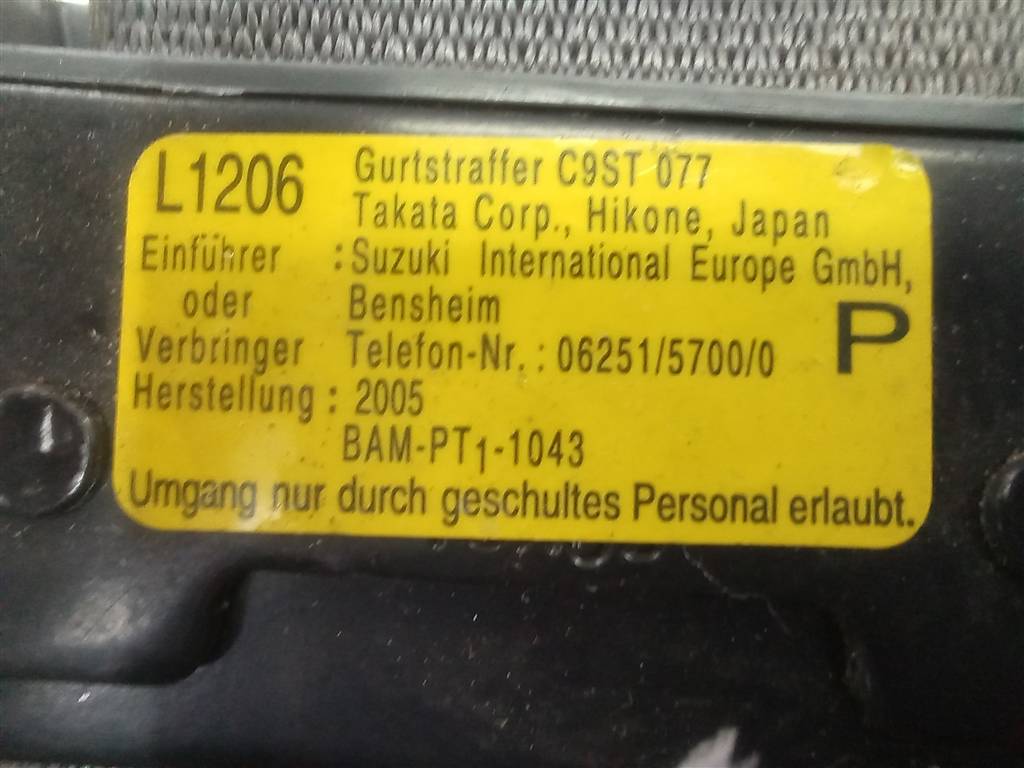 L1206 Gurtstraffer C9ST 077
Takata Corp., Hikone, Japan
Einführer : Suzuki International Europe GmbH,
oder Bensheim
P
Verbringer Telefon-Nr. : 06251/5700/0
Herstellung : 2005
BAM-PT1-1043
Umgang nur durch geschultes Personal erlaubt.